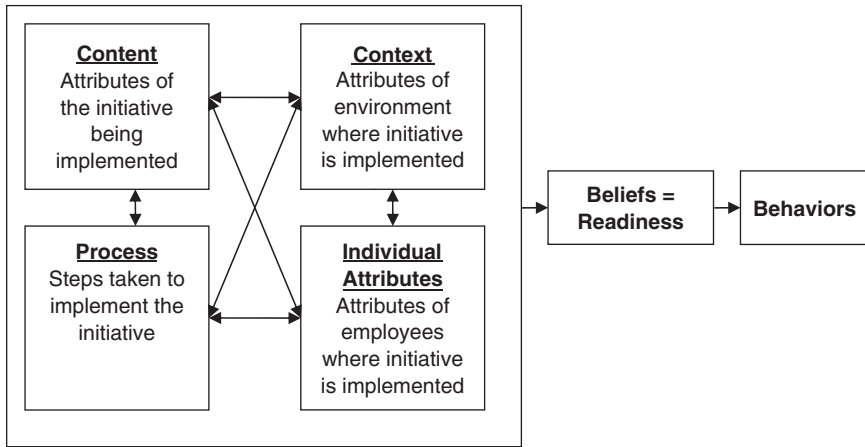 Content
Attributes of
the initiative
being
implemented
Context
Attributes of
environment
where initiative
is implemented
Process
Steps taken to
implement the
initiative
Individual
Attributes
Attributes of
employees
where initiative
is implemented
Beliefs =
Readiness
Behaviors